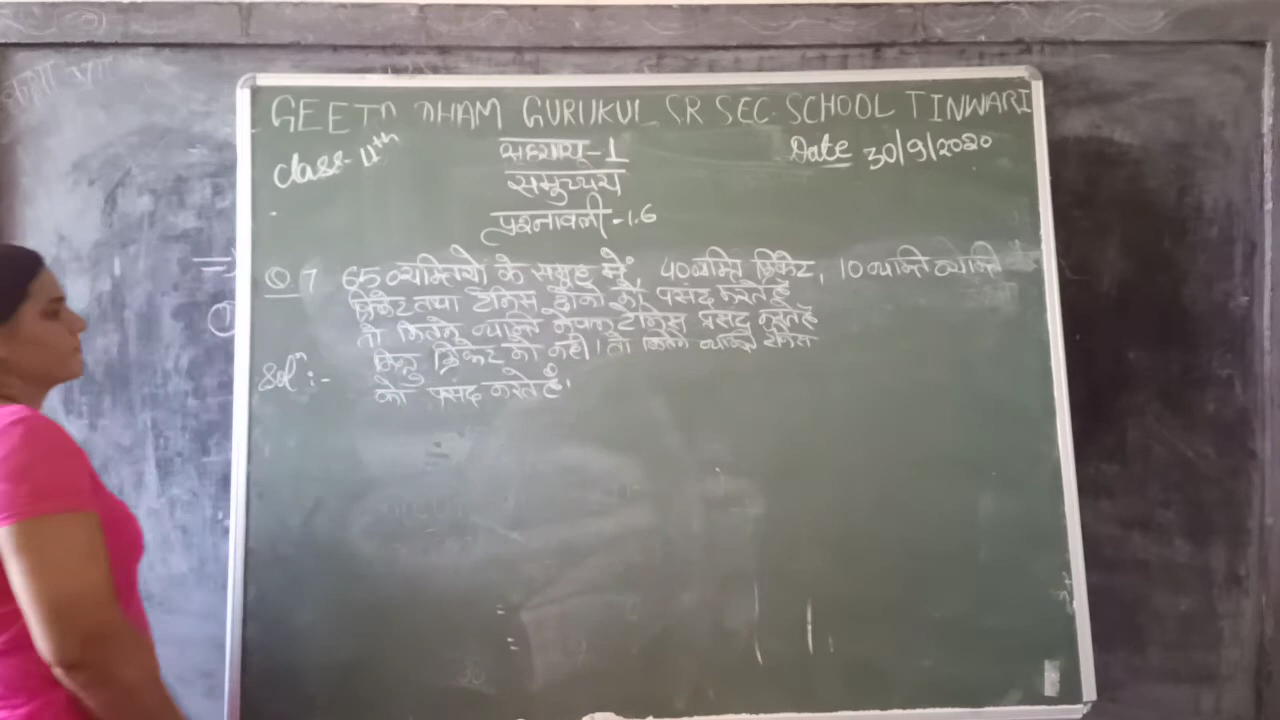 GEETA DHAM GURUKUL SR SEC. SCHOOL TINWARI
Class- 11th
अध्याय - 1
Date 30/9/2020
समुच्चय
प्रश्नावली - 1.6
Q.7 65 व्यक्तियों के समूह में, 40 व्यक्ति क्रिकेट, 10 व्यक्ति व्यक्ति
क्रिकेट तथा टेनिस दोनो को पसंद करते हैं
तो कितने व्यक्ति केवल टेनिस पसंद करते हैं
किन्तु क्रिकेट को नहीं। तो कितने व्यक्ति टेनिस
Solⁿ :-
को पसंद करते हैं।